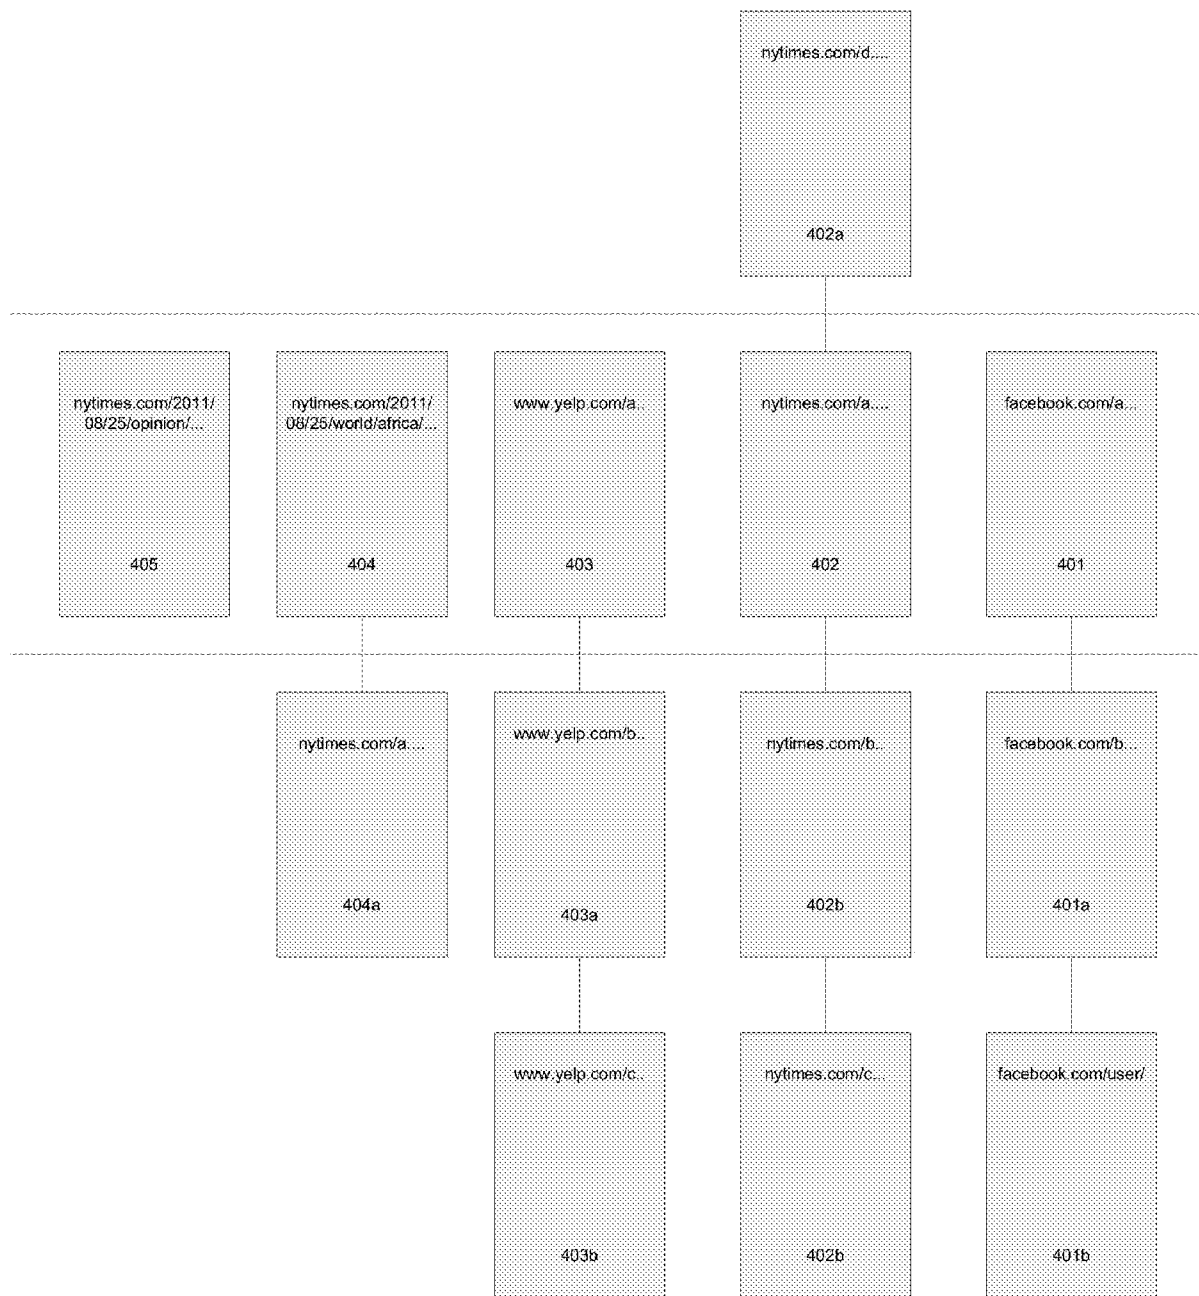 nytimes.com/d....
402a
nytimes.com/2011/
08/25/opinion/...
405
nytimes.com/2011/
08/25/world/africa/...
404
www.yelp.com/a..
403
nytimes.com/a....
402
facebook.com/a...
401
nytimes.com/a....
404a
www.yelp.com/b..
403a
nytimes.com/b..
402b
facebook.com/b...
401a
www.yelp.com/c..
403b
nytimes.com/c...
402b
facebook.com/user/
401b